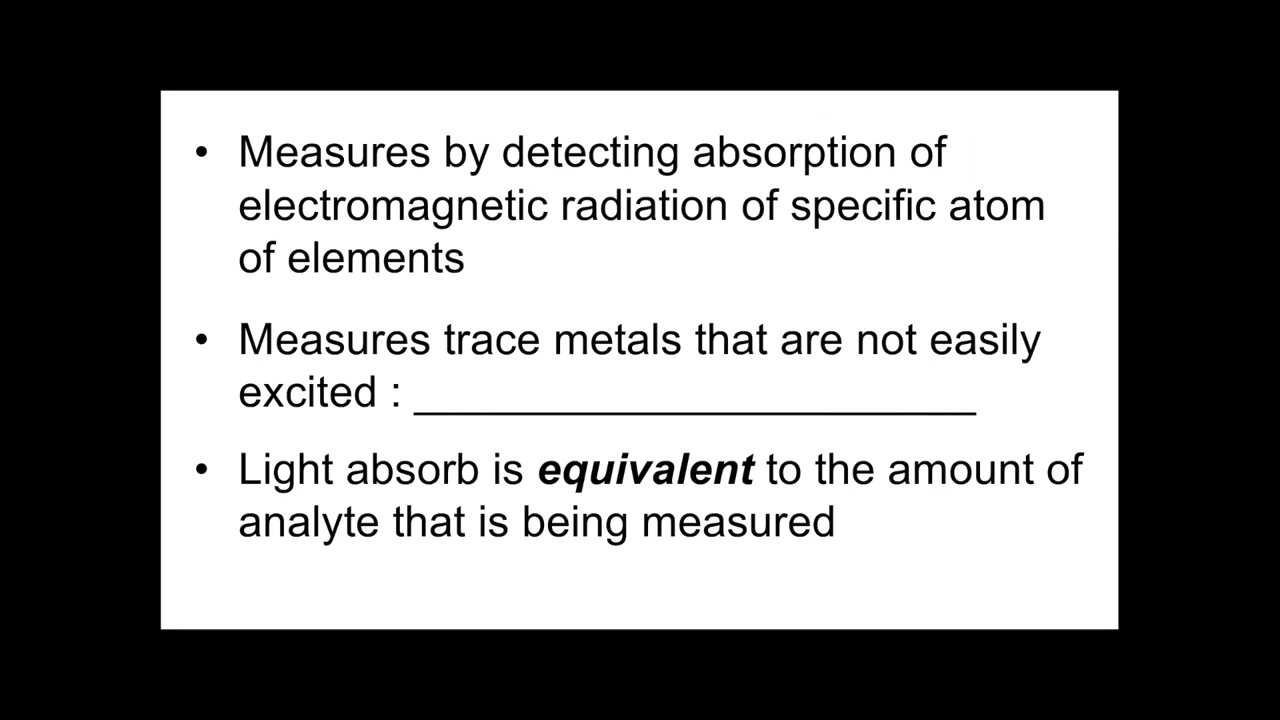 • Measures by detecting absorption of
electromagnetic radiation of specific atom
of elements
• Measures trace metals that are not easily
excited : ________________________
• Light absorb is equivalent to the amount of
analyte that is being measured